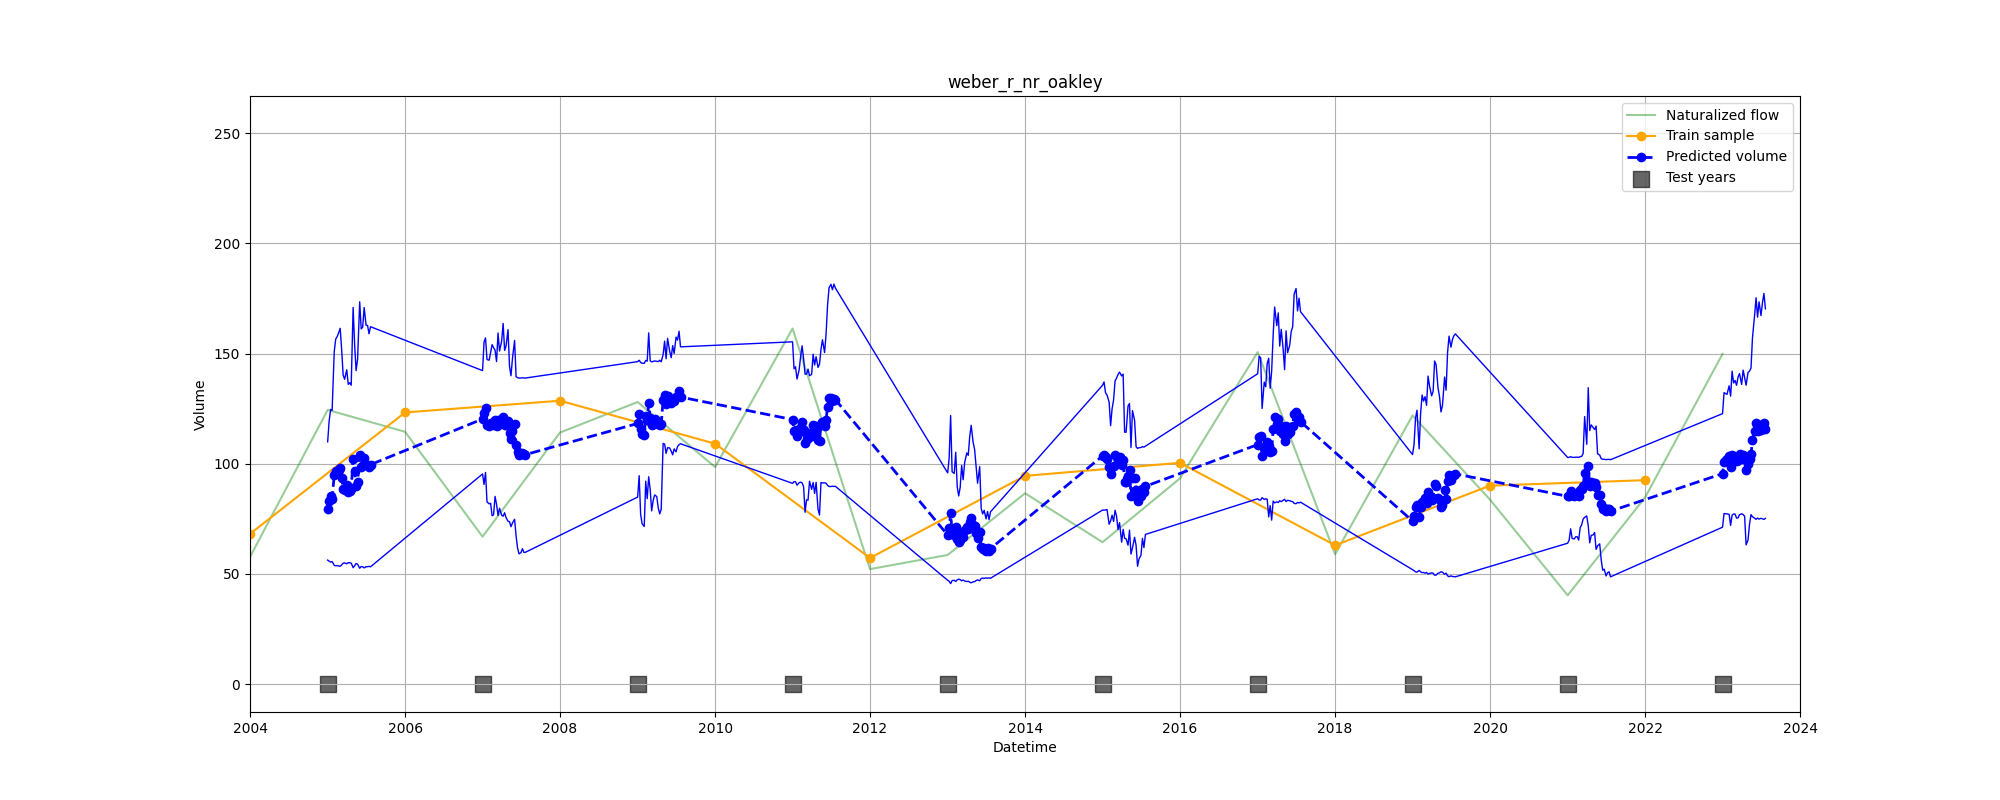 weber_r_nr_oakley
Volume
250
200
150
100
50
0
Naturalized flow
Train sample
Predicted volume
Test years
2004 2006 2008 2010 2012 2014 2016 2018 2020 2022 2024
Datetime